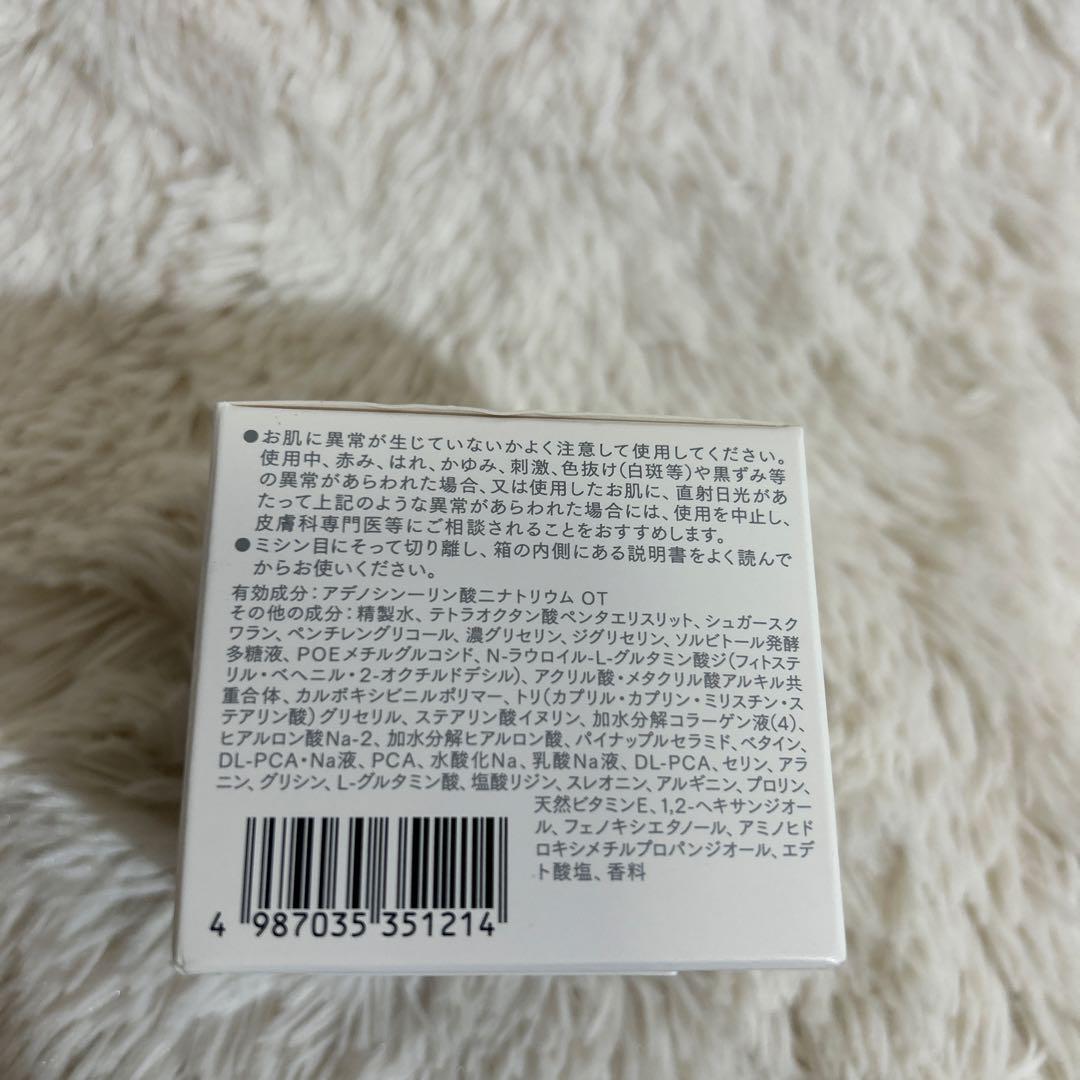 ●お肌に異常が生じていないかよく注意して使用してください。
使用中、赤み、はれ、かゆみ、刺激、色抜け(白斑等)や黒ずみ等
の異常があらわれた場合、又は使用したお肌に、直射日光があ
たって上記のような異常があらわれた場合には、使用を中止し、
皮膚科専門医等にご相談されることをおすすめします。
●ミシン目にそって切り離し、箱の内側にある説明書をよく読んで
からお使いください。
有効成分：アデノシン一リン酸二ナトリウム OT
その他の成分：精製水、テトラオクタン酸ペンタエリスリット、シュガースク
ワラン、ペンチレングリコール、濃グリセリン、ジグリセリン、ソルビトール発酵
多糖液、POEメチルグルコシド、N-ラウロイル-L-グルタミン酸ジ(フィトステ
リル・ベヘニル・2-オクチルドデシル)、アクリル酸・メタクリル酸アルキル共
重合体、カルボキシビニルポリマー、トリ(カプリル・カプリン・ミリスチン・ス
テアリン酸)グリセリル、ステアリン酸イヌリン、加水分解コラーゲン液(4)、
ヒアルロン酸Na-2、加水分解ヒアルロン酸、パイナップルセラミド、ベタイン、
DL-PCA・Na液、PCA、水酸化Na、乳酸Na液、DL-PCA、セリン、アラ
ニン、グリシン、L-グルタミン酸、塩酸リジン、スレオニン、アルギニン、プロリン、
天然ビタミンE、1,2-ヘキサンジオー
ル、フェノキシエタノール、アミノヒド
ロキシメチルプロパンジオール、エデ
ト酸塩、香料
4 987035 351214